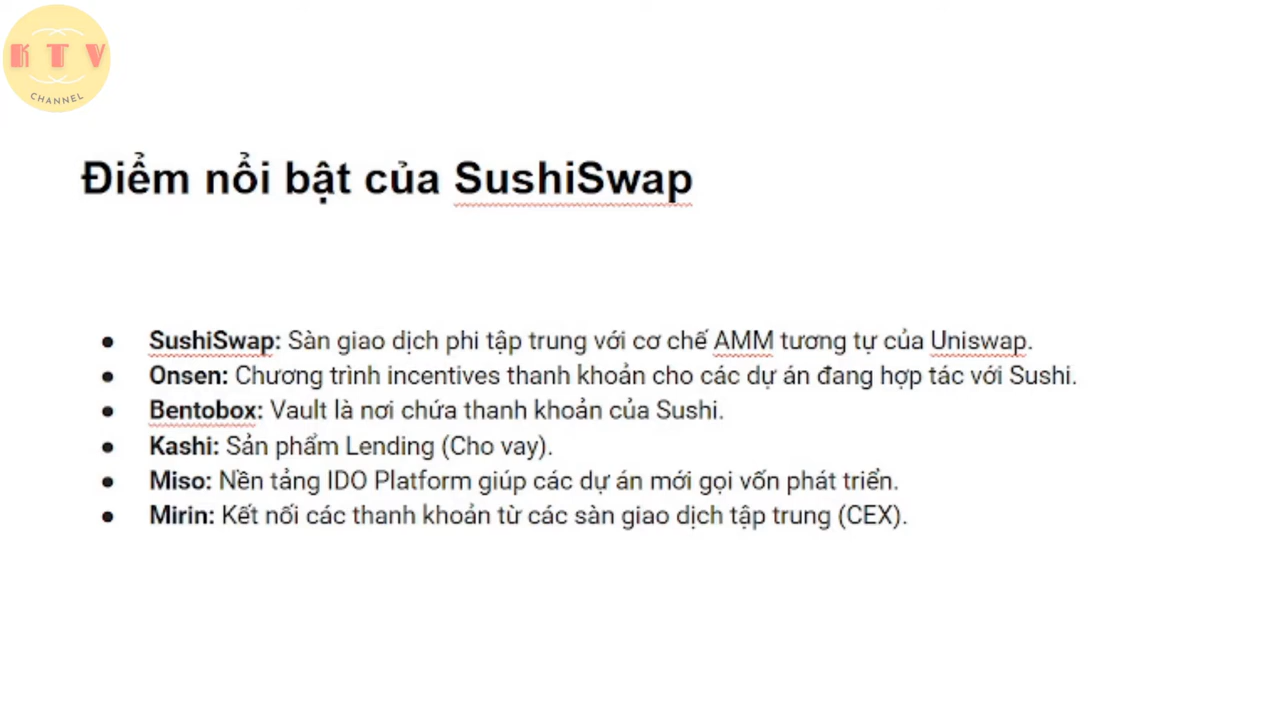 KTV
CHANNEL
Điểm nổi bật của SushiSwap
● SushiSwap: Sàn giao dịch phi tập trung với cơ chế AMM tương tự của Uniswap.
● Onsen: Chương trình incentives thanh khoản cho các dự án đang hợp tác với Sushi.
● Bentobox: Vault là nơi chứa thanh khoản của Sushi.
● Kashi: Sản phẩm Lending (Cho vay).
● Miso: Nền tảng IDO Platform giúp các dự án mới gọi vốn phát triển.
● Mirin: Kết nối các thanh khoản từ các sàn giao dịch tập trung (CEX).